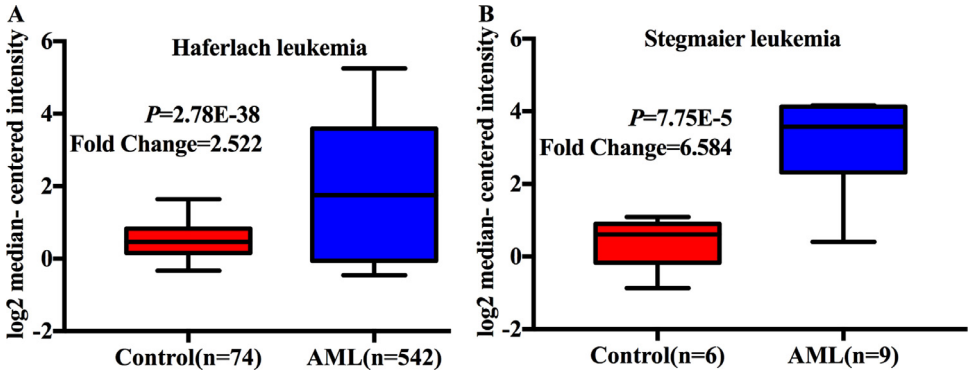 A
Haferlach leukemia
P=2.78E-38
Fold Change=2.522
log2 median- centered intensity
6
4
2
0
-2
Control(n=74)
AML(n=542)
B
Stegmaier leukemia
P=7.75E-5
Fold Change=6.584
log2 median- centered intensity
6
4
2
0
-2
Control(n=6)
AML(n=9)